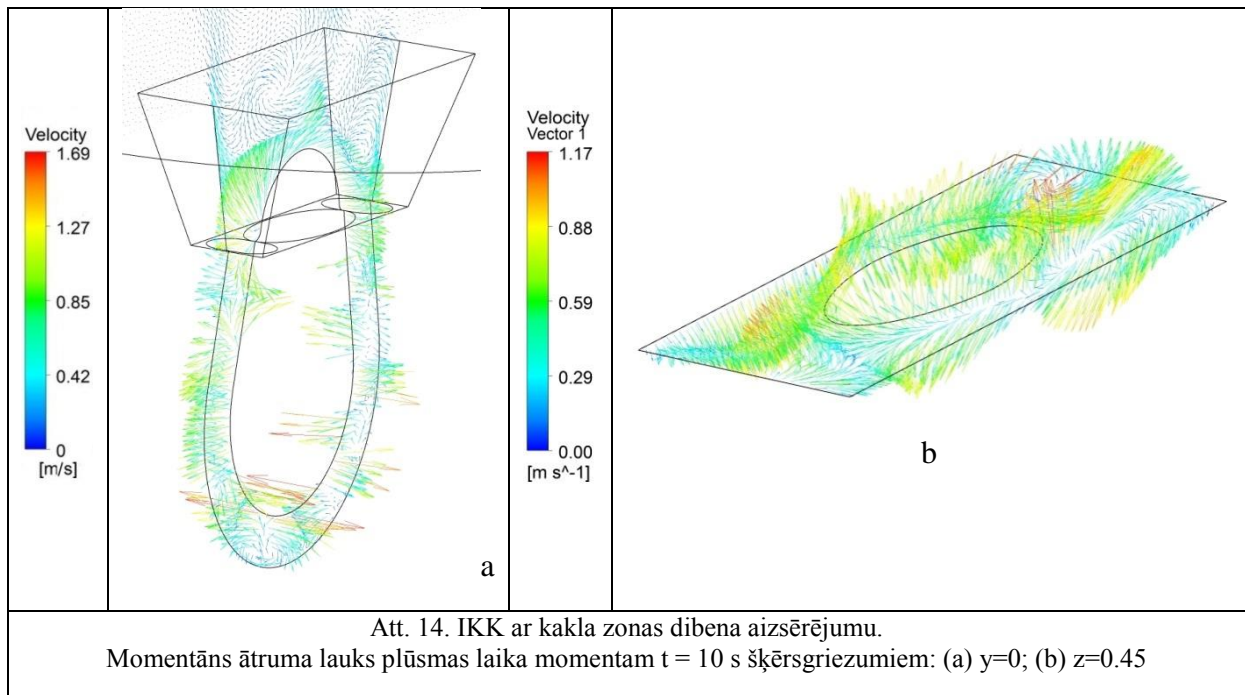 Velocity
1.69
1.27
0.85
0.42
0
[m/s]
a
Velocity
Vector 1
1.17
0.88
0.59
0.29
0.00
[m s^-1]
b
Att. 14. IKK ar kakla zonas dibena aizsērējumu.
Momentāns ātruma lauks plūsmas laika momentam t = 10 s šķērsgriezumiem: (a) y=0; (b) z=0.45